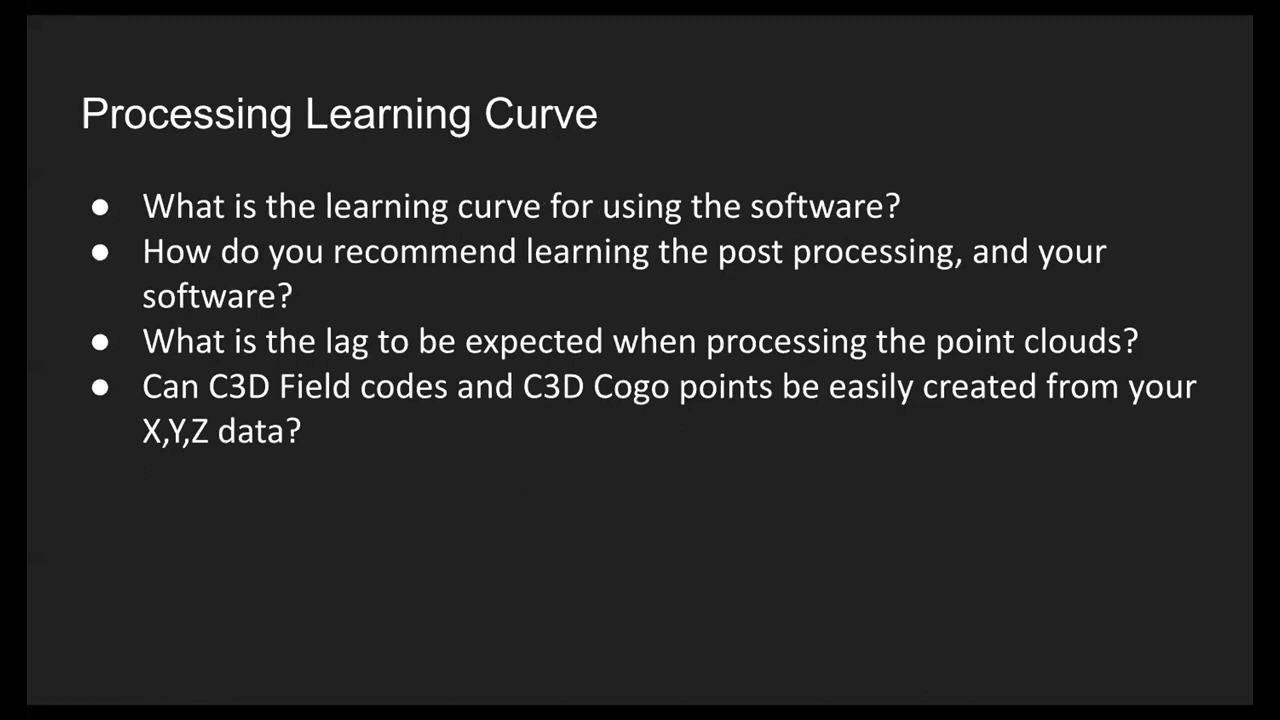 Processing Learning Curve
● What is the learning curve for using the software?
● How do you recommend learning the post processing, and your
software?
● What is the lag to be expected when processing the point clouds?
● Can C3D Field codes and C3D Cogo points be easily created from your
X,Y,Z data?